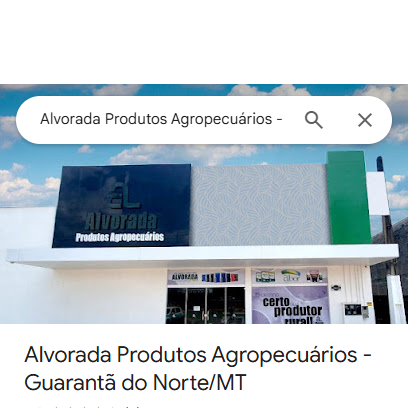 Alvorada Produtos Agropecuários -
Alvorada
Produtos Agropecuários
ALVORADA
certo
produtor
rural!
Alvorada Produtos Agropecuários -
Guarantã do Norte/MT